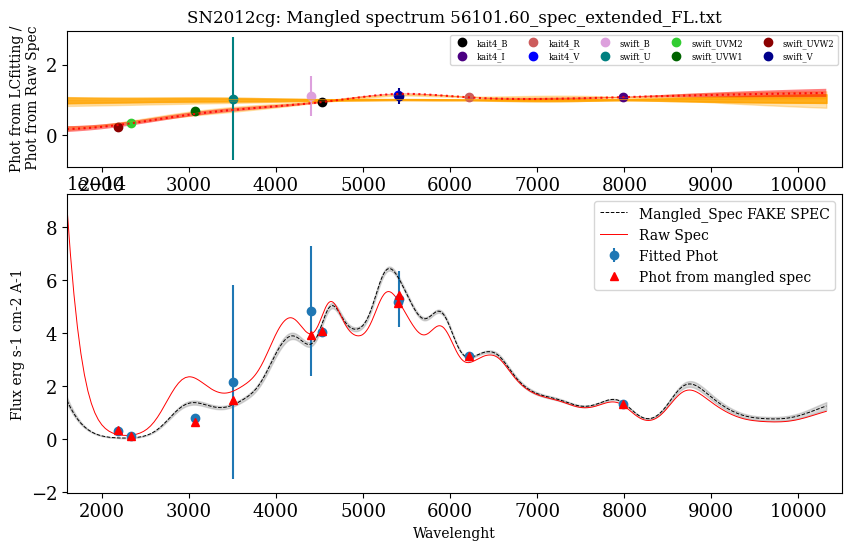 SN2012cg: Mangled spectrum 56101.60_spec_extended_FL.txt
Phot from LCfitting /
Phot from Raw Spec
2
0
kait4_B kait4_R swift_B swift_UVM2 swift_UVW2
kait4_I kait4_V swift_U swift_UVW1 swift_V
2000 3000 4000 5000 6000 7000 8000 9000 10000
1e−14
Flux erg s-1 cm-2 A-1
8
6
4
2
0
−2
Mangled_Spec FAKE SPEC
Raw Spec
Fitted Phot
Phot from mangled spec
2000 3000 4000 5000 6000 7000 8000 9000 10000
Wavelenght